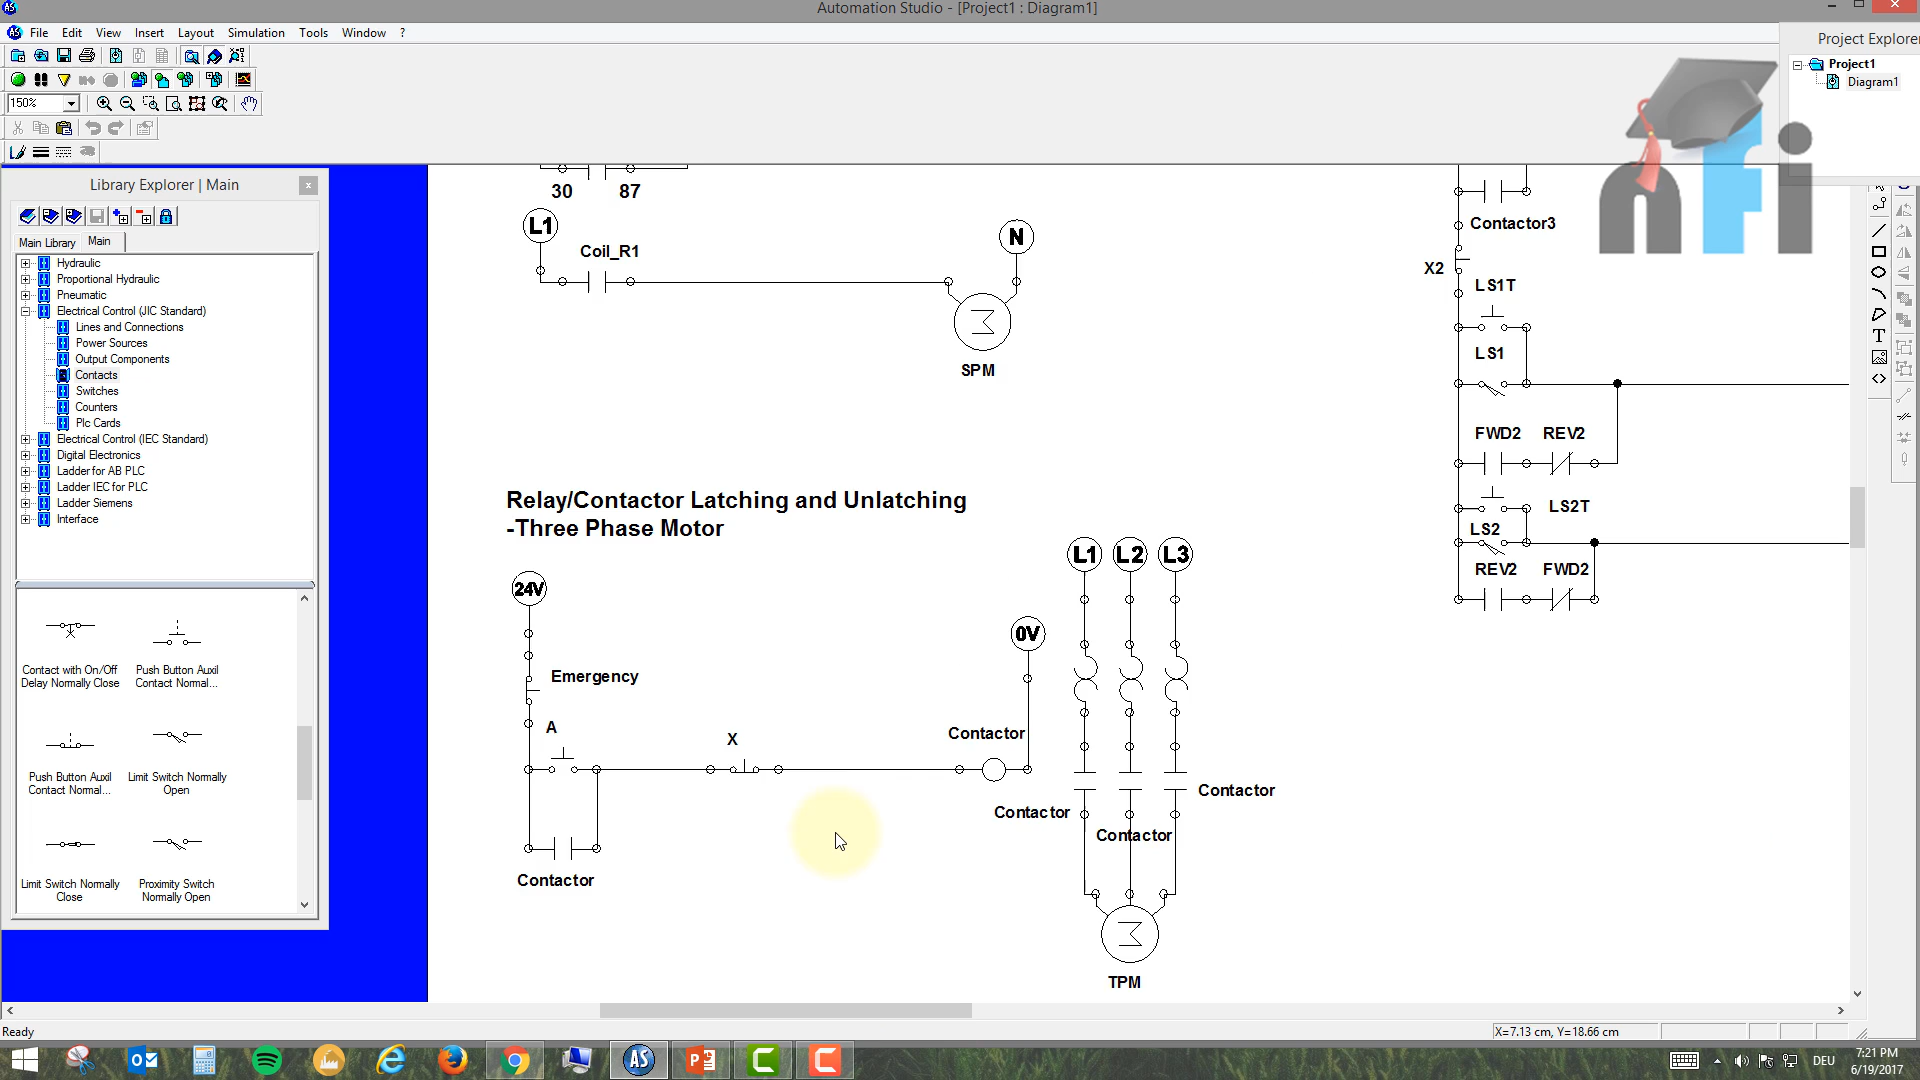 Automation Studio - [Project1 : Diagram1]
File Edit View Insert Layout Simulation Tools Window ?
Project Explorer
Project1
Diagram1
150%
nfi
Library Explorer | Main
Main Library Main
Hydraulic
Proportional Hydraulic
Pneumatic
Electrical Control (JIC Standard)
Lines and Connections
Power Sources
Output Components
Contacts
Switches
Counters
Plc Cards
Electrical Control (IEC Standard)
Digital Electronics
Ladder for AB PLC
Ladder IEC for PLC
Ladder Siemens
Interface
Contact with On/Off
Delay Normally Close
Push Button Auxil
Contact Normal...
Push Button Auxil
Contact Normal...
Limit Switch Normally
Open
Limit Switch Normally
Close
Proximity Switch
Normally Open
30 87
L1
Coil_R1
N
SPM
Relay/Contactor Latching and Unlatching
-Three Phase Motor
24V
Emergency
A
X
Contactor
0V
Contactor
L1 L2 L3
Contactor
Contactor
Contactor
TPM
Contactor3
X2
LS1T
LS1
FWD2 REV2
LS2T
LS2
REV2 FWD2
Ready
X=7.13 cm, Y=18.66 cm
DEU
7:21 PM
6/19/2017